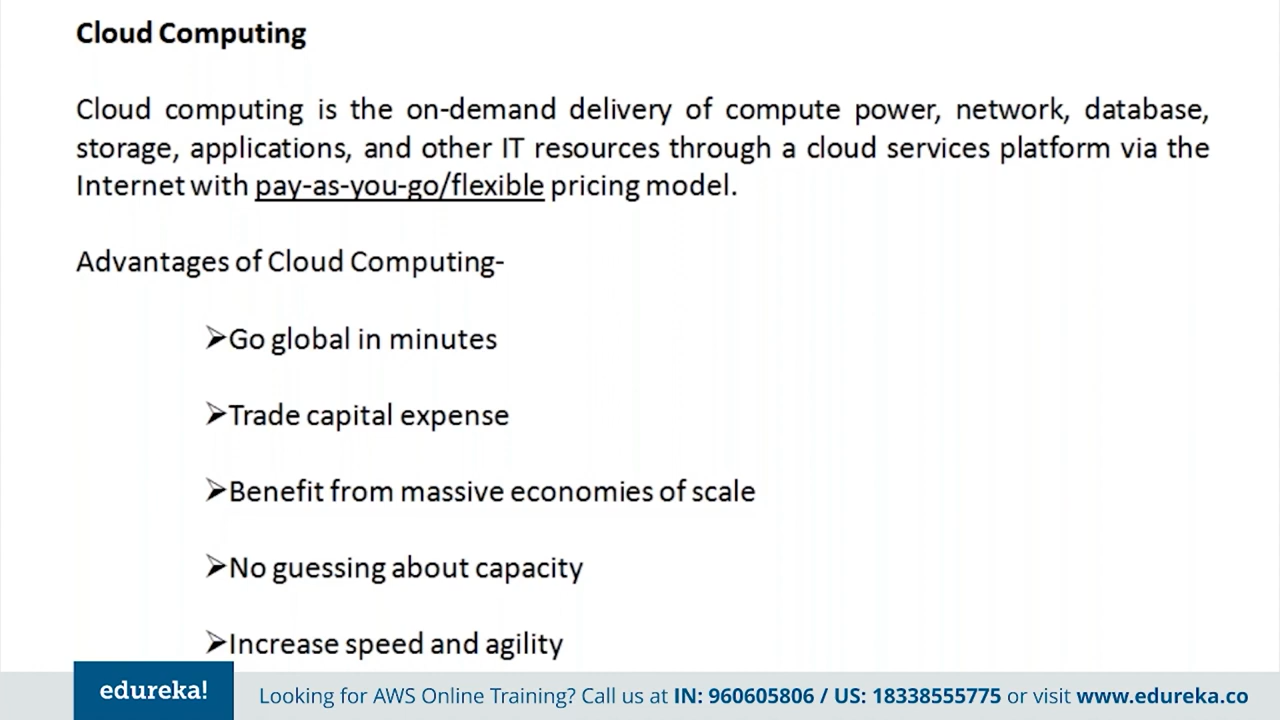 Cloud Computing
Cloud computing is the on-demand delivery of compute power, network, database,
storage, applications, and other IT resources through a cloud services platform via the
Internet with pay-as-you-go/flexible pricing model.
Advantages of Cloud Computing-
➢Go global in minutes
➢Trade capital expense
➢Benefit from massive economies of scale
➢No guessing about capacity
➢Increase speed and agility
edureka!
Looking for AWS Online Training? Call us at IN: 960605806 / US: 18338555775 or visit www.edureka.co